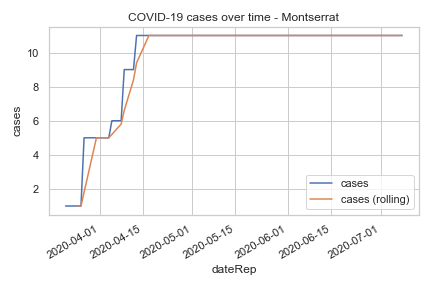 COVID-19 cases over time - Montserrat
cases
10
8
6
4
2
cases
cases (rolling)
2020-04-01
2020-04-15
2020-05-01
2020-05-15
2020-06-01
2020-06-15
2020-07-01
dateRep